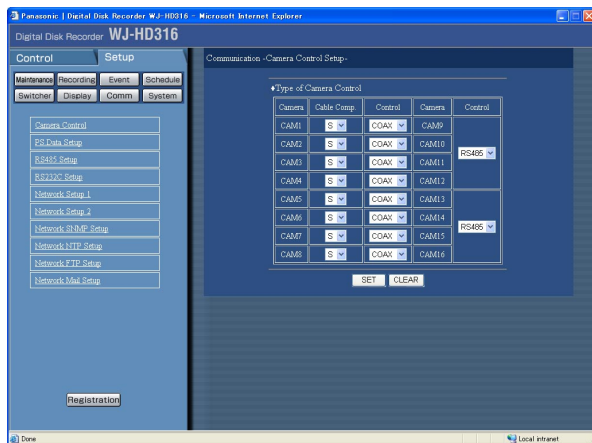 Panasonic | Digital Disk Recorder WJ-HD316 - Microsoft Internet Explorer
Digital Disk Recorder WJ-HD316
Control Setup
Maintenance Recording Event Schedule
Switcher Display Comm System
Camera Control
PS Data Setup
RS485 Setup
RS232C Setup
Network Setup 1
Network Setup 2
Network SNMP Setup
Network NTP Setup
Network FTP Setup
Network Mail Setup
Registration
Communication -Camera Control Setup-
♦Type of Camera Control
Camera Cable Comp. Control Camera Control
CAM1 S COAX CAM9
CAM2 S COAX CAM10
RS485
CAM3 S COAX CAM11
CAM4 S COAX CAM12
CAM5 S COAX CAM13
CAM6 S COAX CAM14
RS485
CAM7 S COAX CAM15
CAM8 S COAX CAM16
SET CLEAR
Done Local intranet